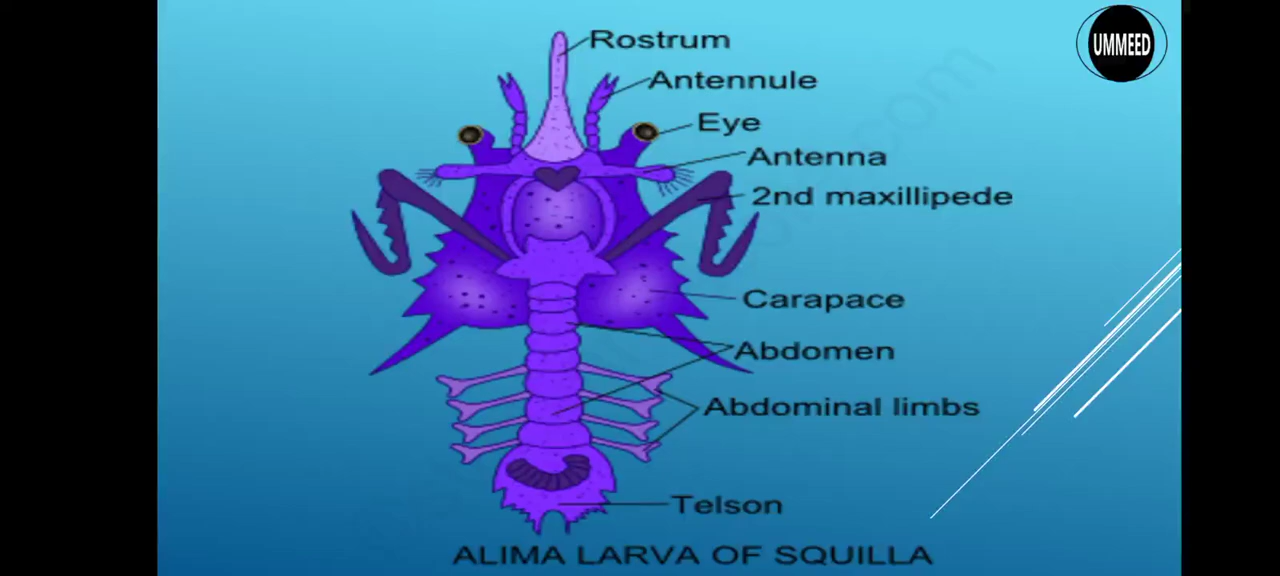 UMMEED
Rostrum
Antennule
Eye
Antenna
2nd maxillipede
Carapace
Abdomen
Abdominal limbs
Telson
ALIMA LARVA OF SQUILLA